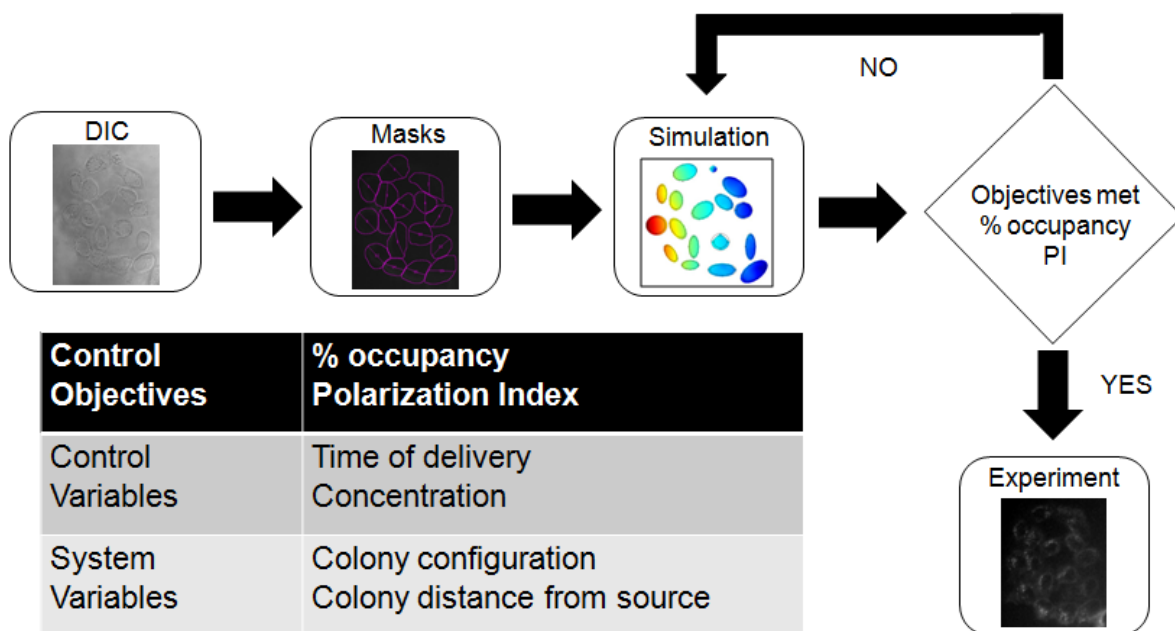 NO
DIC
Masks
Simulation
Objectives met
% occupancy
PI
YES
Experiment
Control
Objectives
% occupancy
Polarization Index
Control
Variables
Time of delivery
Concentration
System
Variables
Colony configuration
Colony distance from source